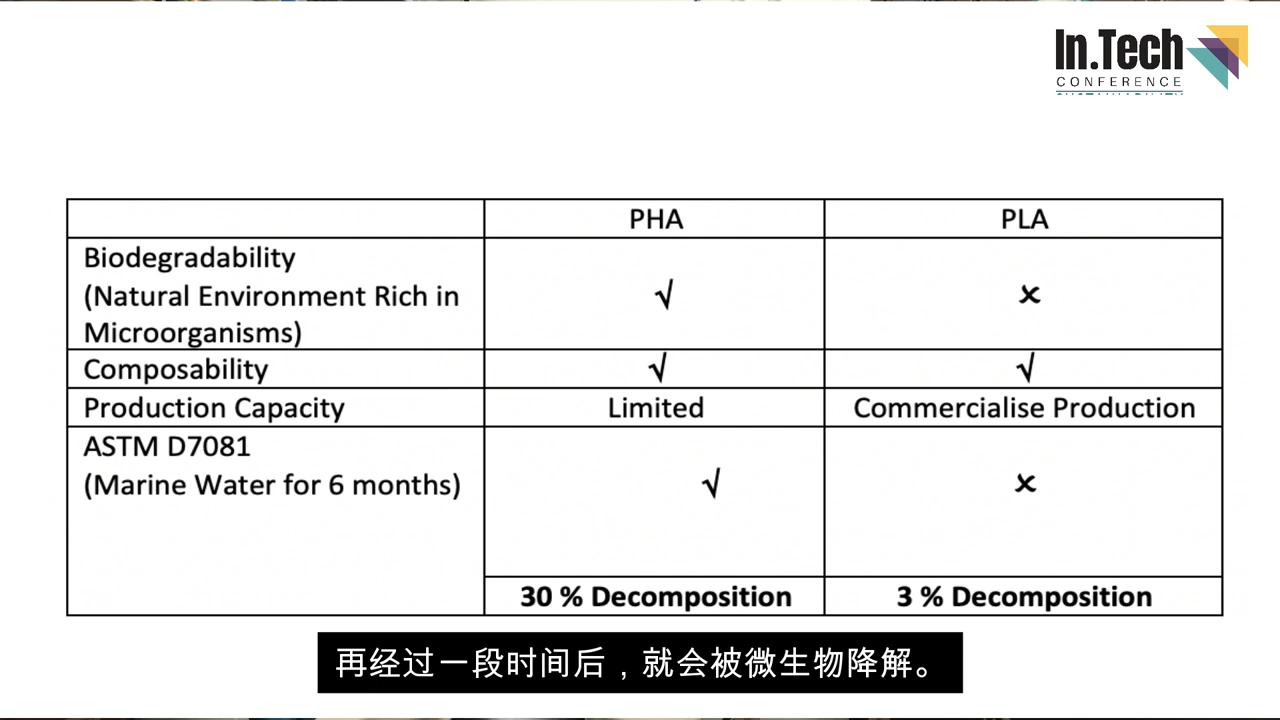 In.Tech
CONFERENCE
SUSTAINABILITY
PHA
PLA
Biodegradability
(Natural Environment Rich in
Microorganisms)
√
×
Composability
√
√
Production Capacity
Limited
Commercialise Production
ASTM D7081
(Marine Water for 6 months)
√
×
30 % Decomposition
3 % Decomposition
再经过一段时间后，就会被微生物降解。